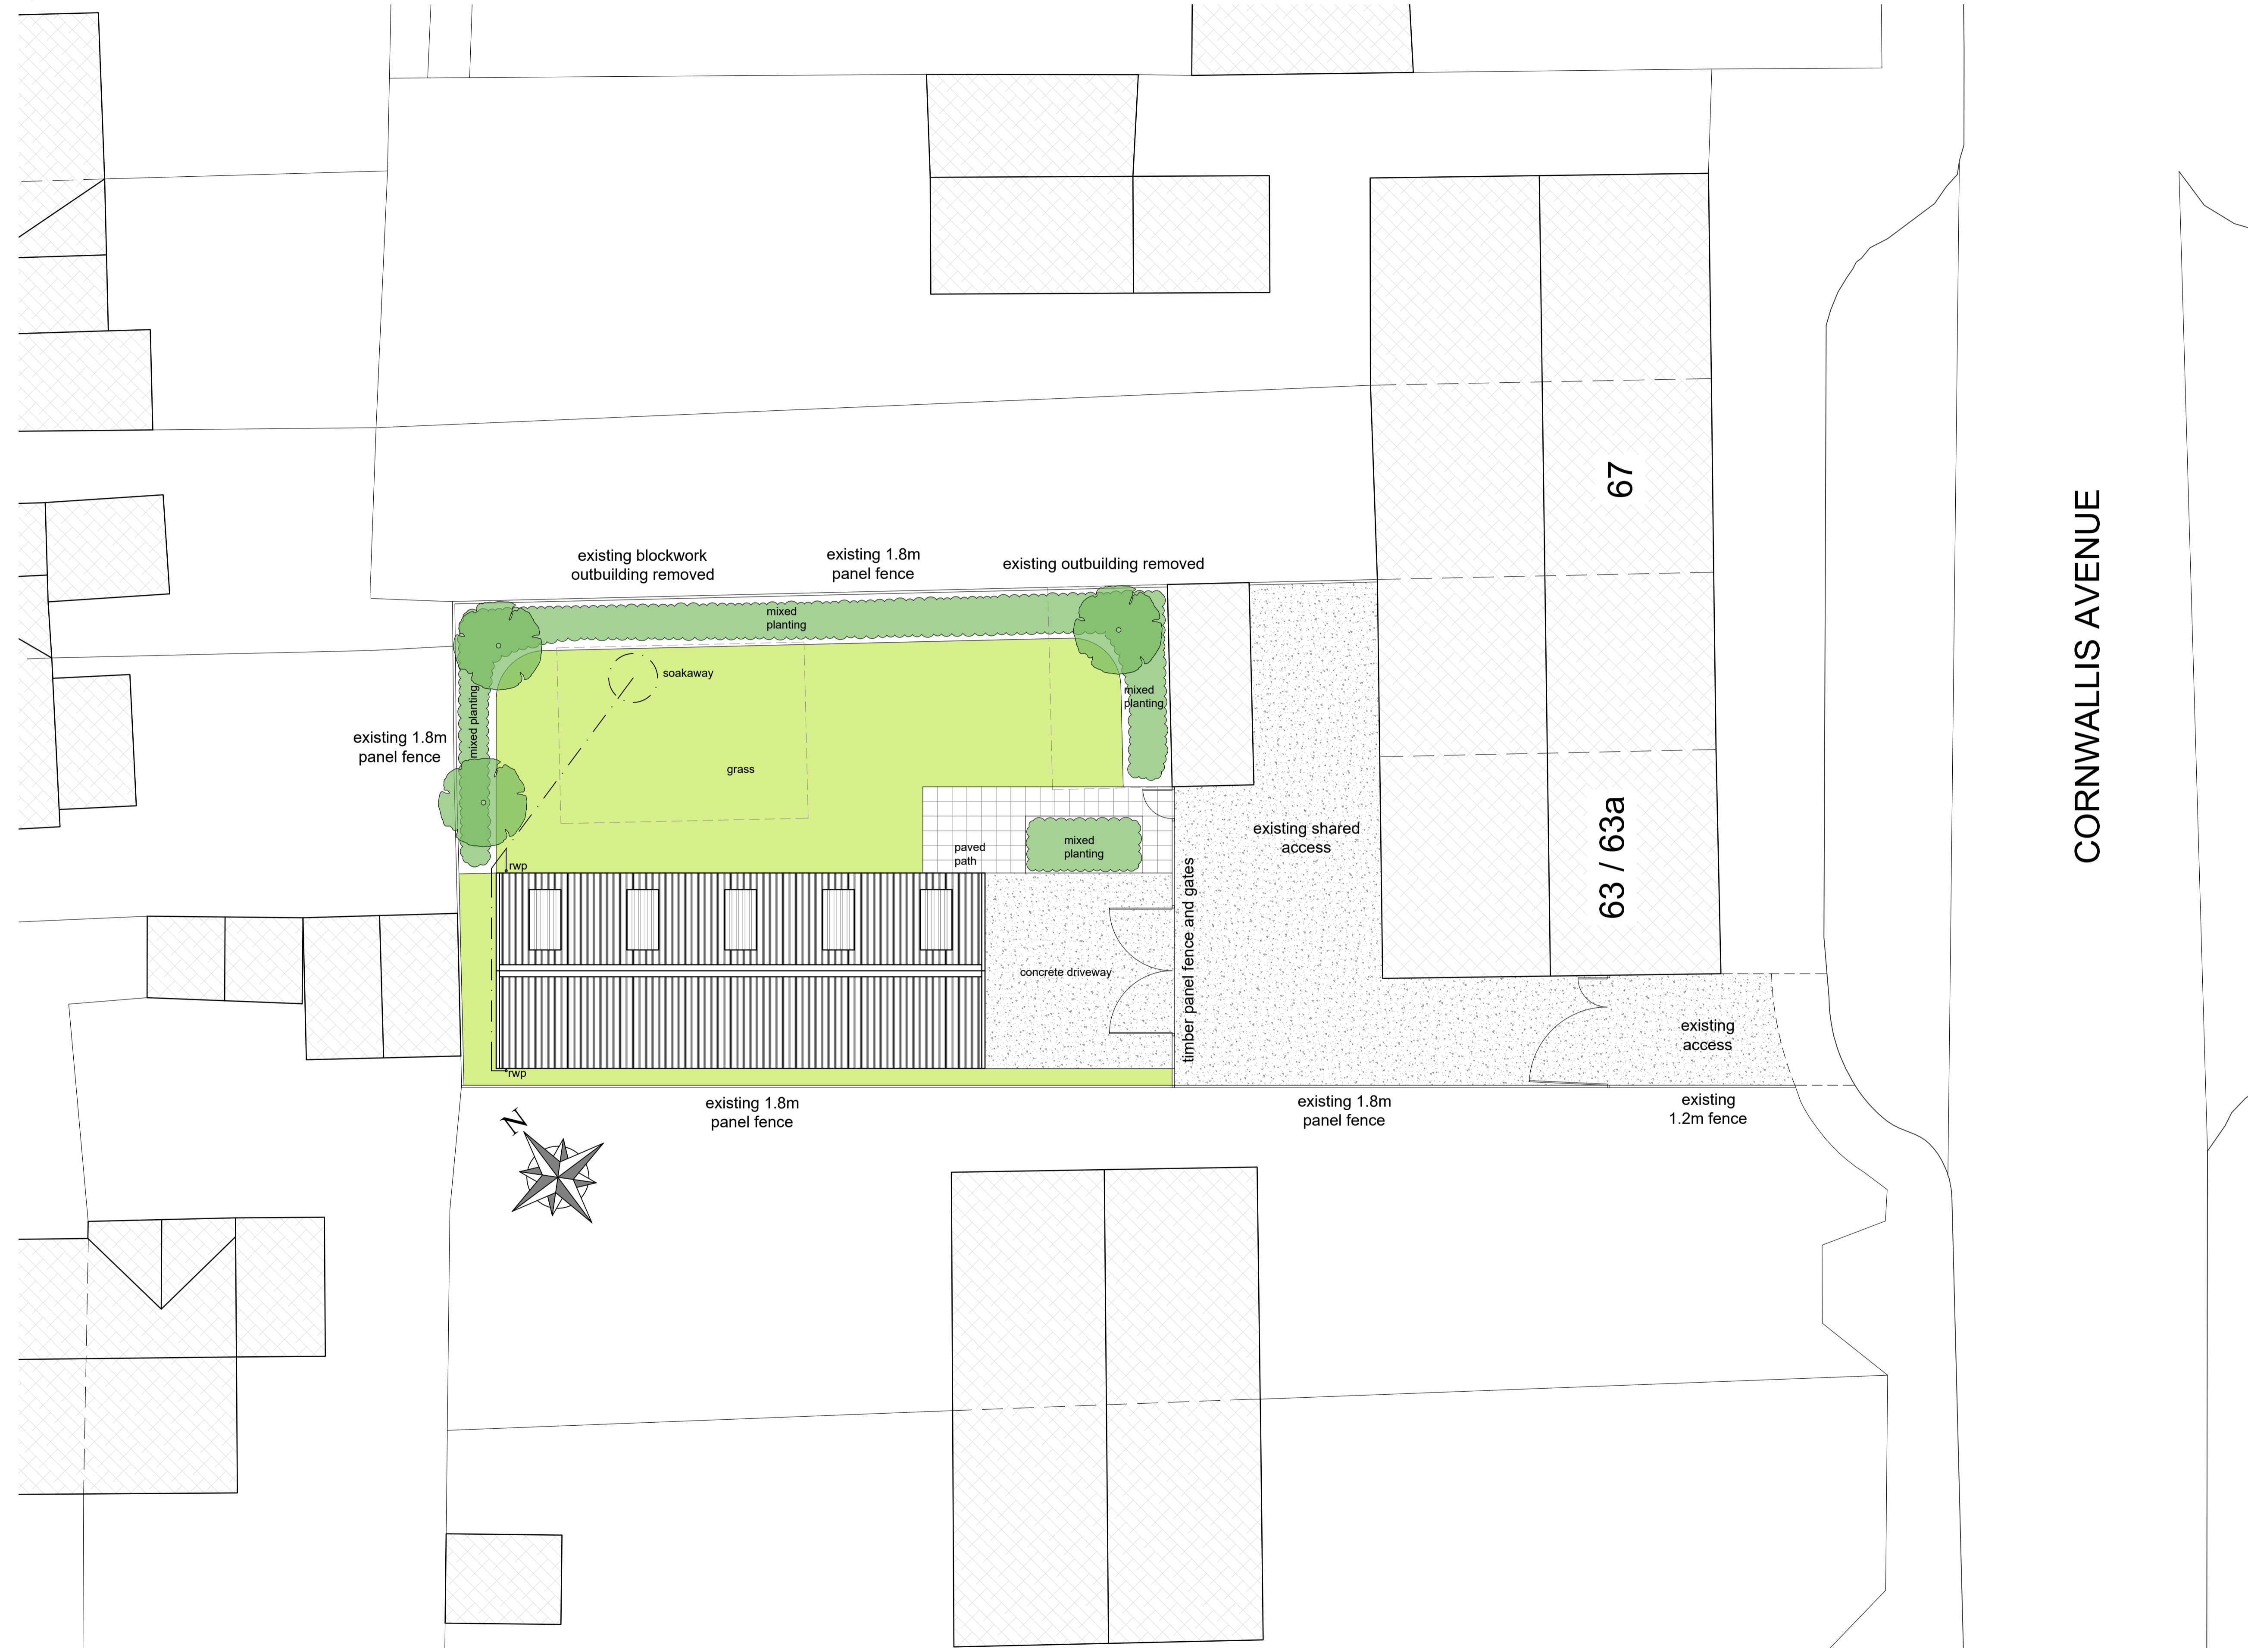 67
CORNWALLIS AVENUE
existing blockwork
outbuilding removed
existing 1.8m
panel fence
existing outbuilding removed
mixed
planting
soakaway
mixed planting
mixed
planting
existing 1.8m
panel fence
grass
63 / 63a
existing shared
access
paved
path
mixed
planting
rwp
timber panel fence and gates
concrete driveway
existing
access
rwp
existing 1.8m
panel fence
existing 1.8m
panel fence
existing
1.2m fence
N